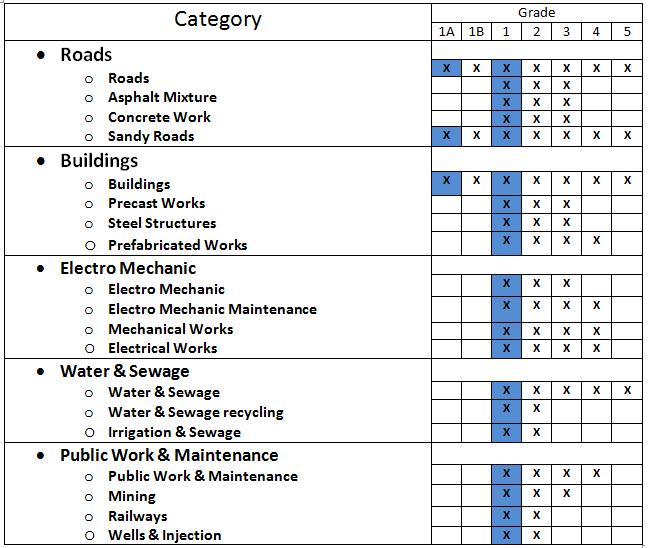 Category Grade
1A 1B 1 2 3 4 5
• Roads
o Roads X X X X X X X
o Asphalt Mixture X X X
o Concrete Work X X X
o Sandy Roads X X X X X X X
• Buildings
o Buildings X X X X X X X
o Precast Works X X X
o Steel Structures X X X
o Prefabricated Works X X X X
• Electro Mechanic
o Electro Mechanic X X X
o Electro Mechanic Maintenance X X X X
o Mechanical Works X X X X
o Electrical Works X X X X
• Water & Sewage
o Water & Sewage X X X X X
o Water & Sewage recycling X X
o Irrigation & Sewage X X
• Public Work & Maintenance
o Public Work & Maintenance X X X X
o Mining X X X
o Railways X X
o Wells & Injection X X